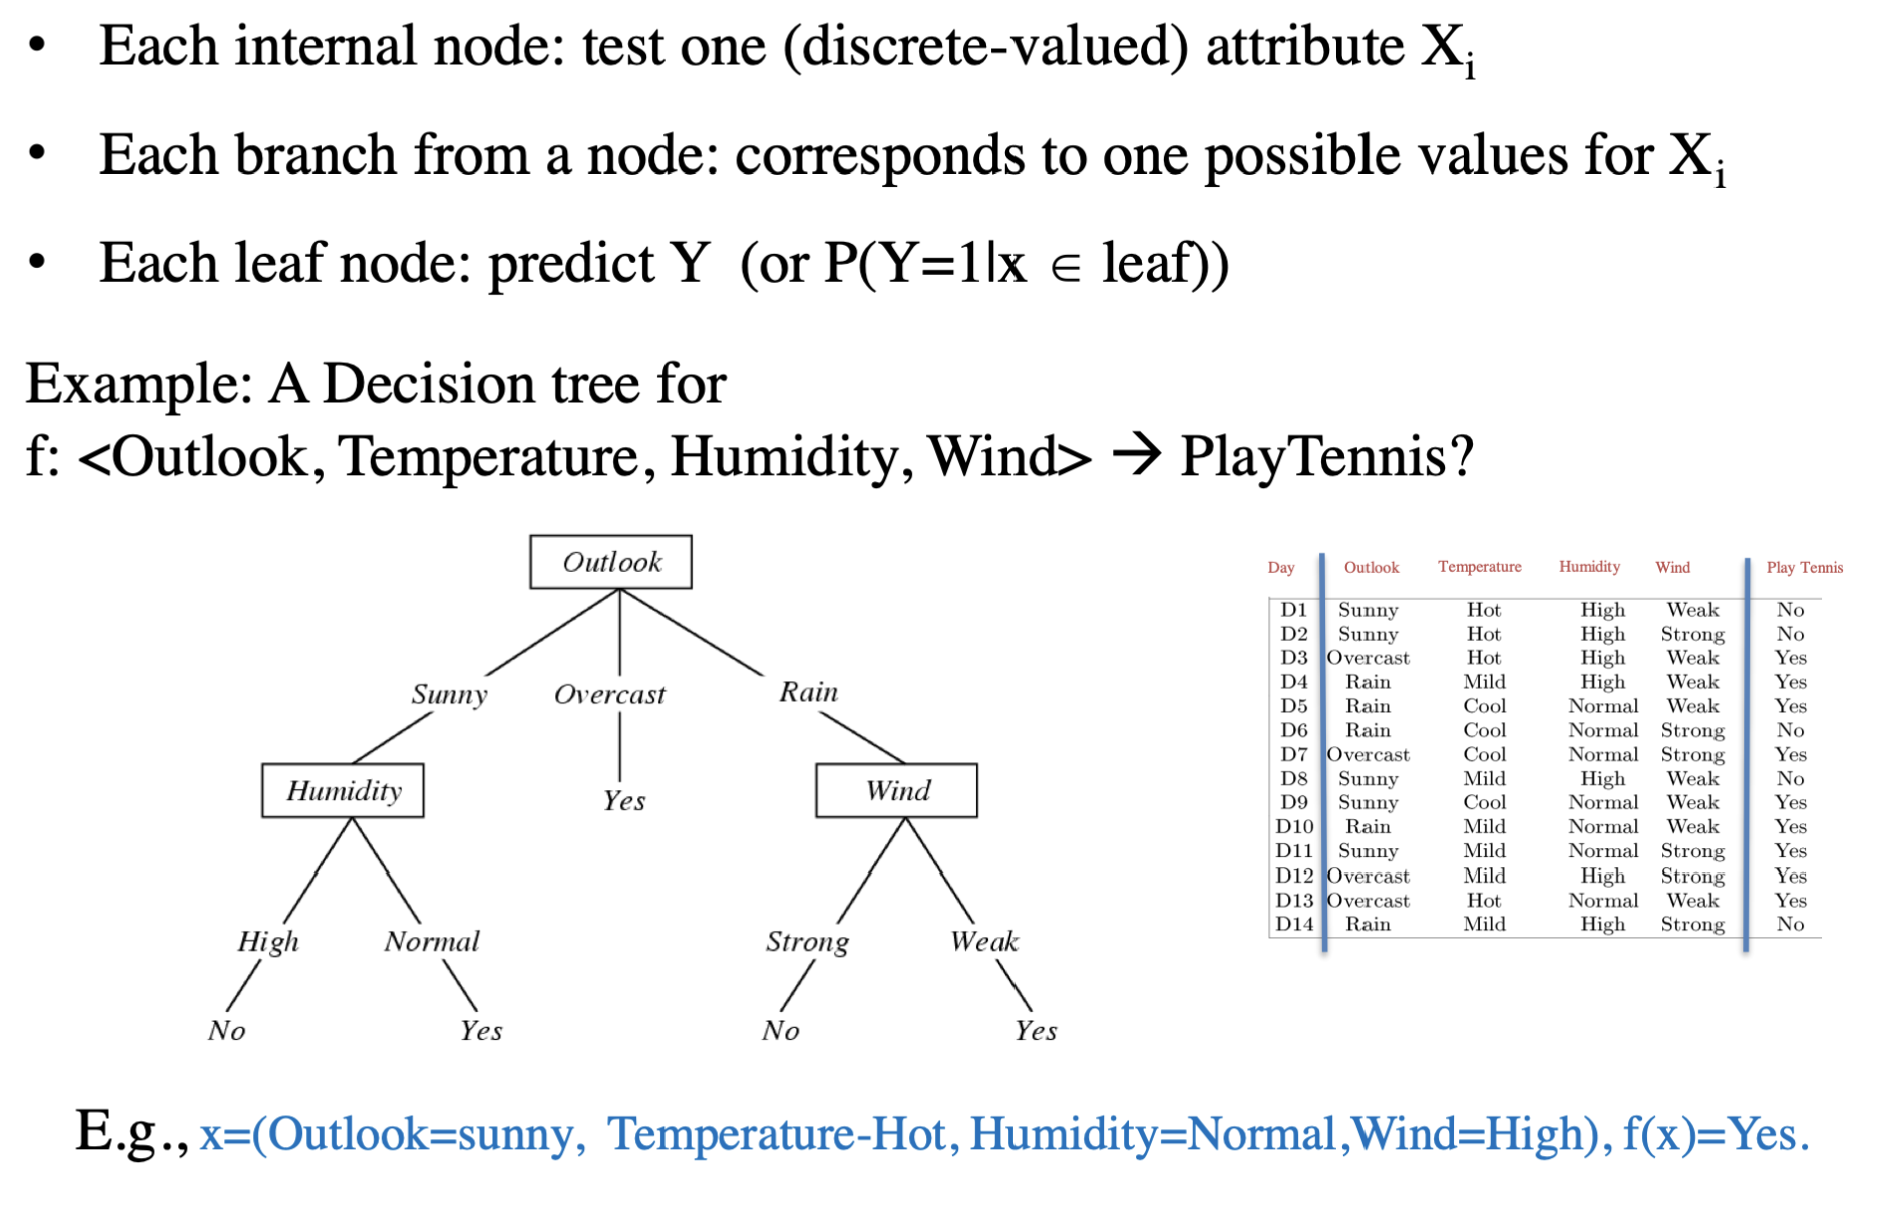 • Each internal node: test one (discrete-valued) attribute Xi
• Each branch from a node: corresponds to one possible values for Xi
• Each leaf node: predict Y (or P(Y=1|x ∈ leaf))
Example: A Decision tree for
f: <Outlook, Temperature, Humidity, Wind> → PlayTennis?
Outlook
Sunny Overcast Rain
Humidity Yes Wind
High Normal Strong Weak
No Yes No Yes
Day Outlook Temperature Humidity Wind Play Tennis
D1 Sunny Hot High Weak No
D2 Sunny Hot High Strong No
D3 Overcast Hot High Weak Yes
D4 Rain Mild High Weak Yes
D5 Rain Cool Normal Weak Yes
D6 Rain Cool Normal Strong No
D7 Overcast Cool Normal Strong Yes
D8 Sunny Mild High Weak No
D9 Sunny Cool Normal Weak Yes
D10 Rain Mild Normal Weak Yes
D11 Sunny Mild Normal Strong Yes
D12 Overcast Mild High Strong Yes
D13 Overcast Hot Normal Weak Yes
D14 Rain Mild High Strong No
E.g., x=(Outlook=sunny, Temperature-Hot, Humidity=Normal,Wind=High), f(x)=Yes.